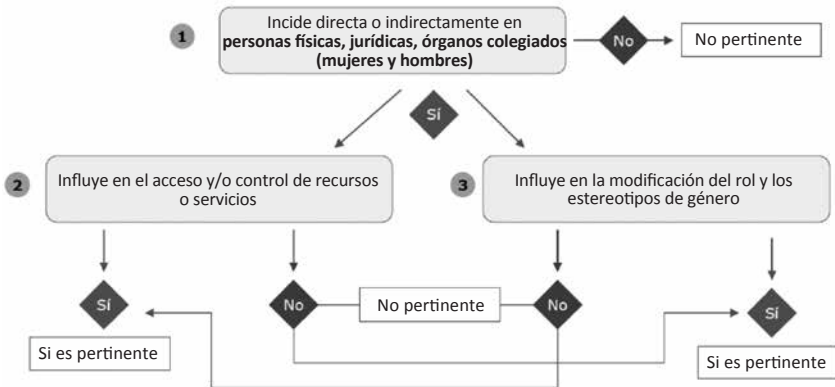 1
Incide directa o indirectamente en
personas físicas, jurídicas, órganos colegiados
(mujeres y hombres)
No
No pertinente
Sí
2
Influye en el acceso y/o control de recursos
o servicios
3
Influye en la modificación del rol y los
estereotipos de género
Sí
No
No pertinente
No
Sí
Si es pertinente
Si es pertinente